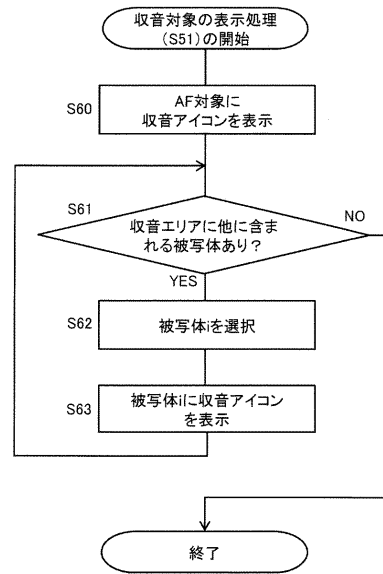 収音対象の表示処理
(S51)の開始
S60
AF対象に
収音アイコンを表示
S61
収音エリアに他に含ま
れる被写体あり？
NO
YES
S62
被写体iを選択
S63
被写体iに収音アイコン
を表示
終了